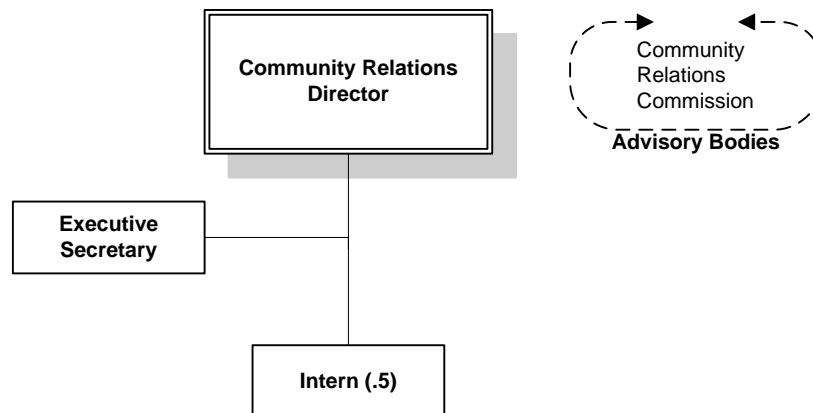 Community Relations
Director
Community
Relations
Commission
Advisory Bodies
Executive
Secretary
Intern (.5)